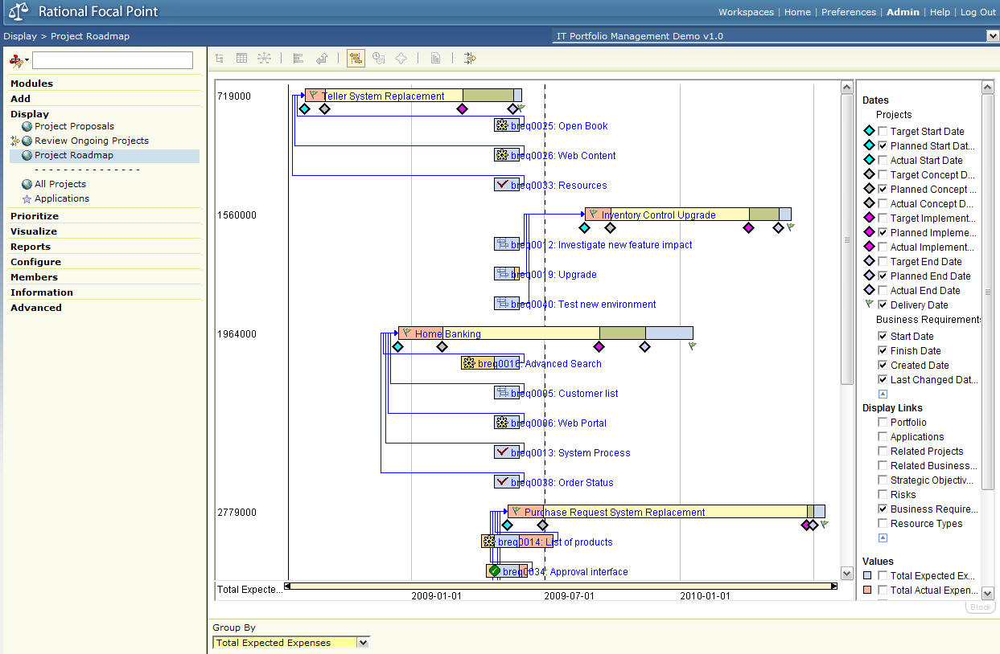 Rational Focal Point
Workspaces | Home | Preferences | Admin | Help | Log Out
Display > Project Roadmap
IT Portfolio Management Demo v1.0
Modules
Add
Display
Project Proposals
Review Ongoing Projects
Project Roadmap
- - - - - - - - - - - - - - -
All Projects
Applications
Prioritize
Visualize
Reports
Configure
Members
Information
Advanced
719000
Teller System Replacement
breq0025: Open Book
breq0026: Web Content
breq0033: Resources
1560000
Inventory Control Upgrade
breq0012: Investigate new feature impact
breq0019: Upgrade
breq0040: Test new environment
1964000
Home Banking
breq0016: Advanced Search
breq0005: Customer list
breq0006: Web Portal
breq0013: System Process
breq0038: Order Status
2779000
Purchase Request System Replacement
breq0014: List of products
breq0034: Approval interface
Total Expecte...
2009-01-01
2009-07-01
2010-01-01
Dates
Projects
Target Start Date
Planned Start Dat...
Actual Start Date
Target Concept D...
Planned Concept ...
Actual Concept D...
Target Implement...
Planned Impleme...
Actual Implement...
Target End Date
Planned End Date
Actual End Date
Delivery Date
Business Requirements
Start Date
Finish Date
Created Date
Last Changed Dat...
Display Links
Portfolio
Applications
Related Projects
Related Business...
Strategic Objectiv...
Risks
Business Require...
Resource Types
Values
Total Expected Ex...
Total Actual Expen...
Block
Group By
Total Expected Expenses